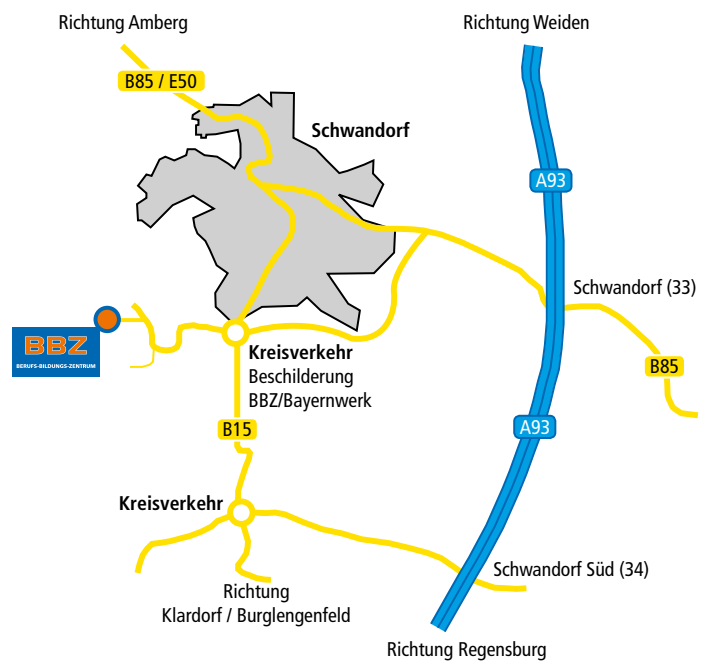 Richtung Amberg
Richtung Weiden
B85 / E50
Schwandorf
A93
Schwandorf (33)
BBZ
BERUFS-BILDUNGS-ZENTRUM
Kreisverkehr
Beschilderung
BBZ/Bayernwerk
B85
B15
A93
Kreisverkehr
Schwandorf Süd (34)
Richtung
Klardorf / Burglengenfeld
Richtung Regensburg